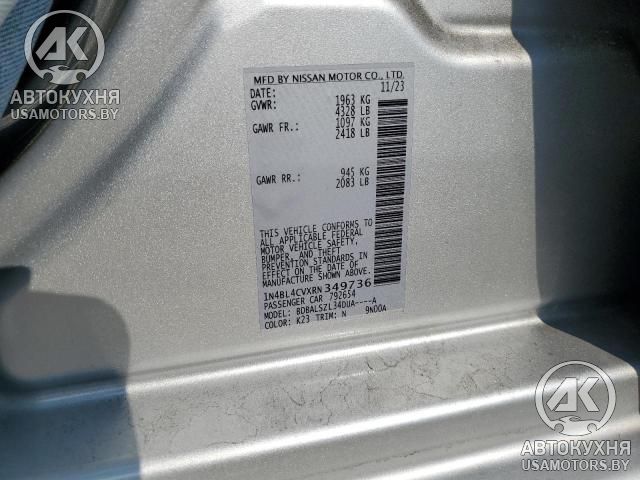 MFD BY NISSAN MOTOR CO., LTD.
DATE: 11/23
GVWR: 1963 KG
4328 LB
GAWR FR.: 1097 KG
2418 LB
GAWR RR.: 945 KG
2083 LB
THIS VEHICLE CONFORMS TO
ALL APPLICABLE FEDERAL
MOTOR VEHICLE SAFETY,
BUMPER, AND THEFT
PREVENTION STANDARDS IN
EFFECT ON THE DATE OF
MANUFACTURE SHOWN ABOVE.
1N4BL4CVXRN349736
PASSENGER CAR 792654
MODEL: BDBALSZL34DUA----A
COLOR: K23 TRIM: N 9N00A
AK
АВТОКУХНЯ
USAMOTORS.BY
AK
АВТОКУХНЯ
USAMOTORS.BY